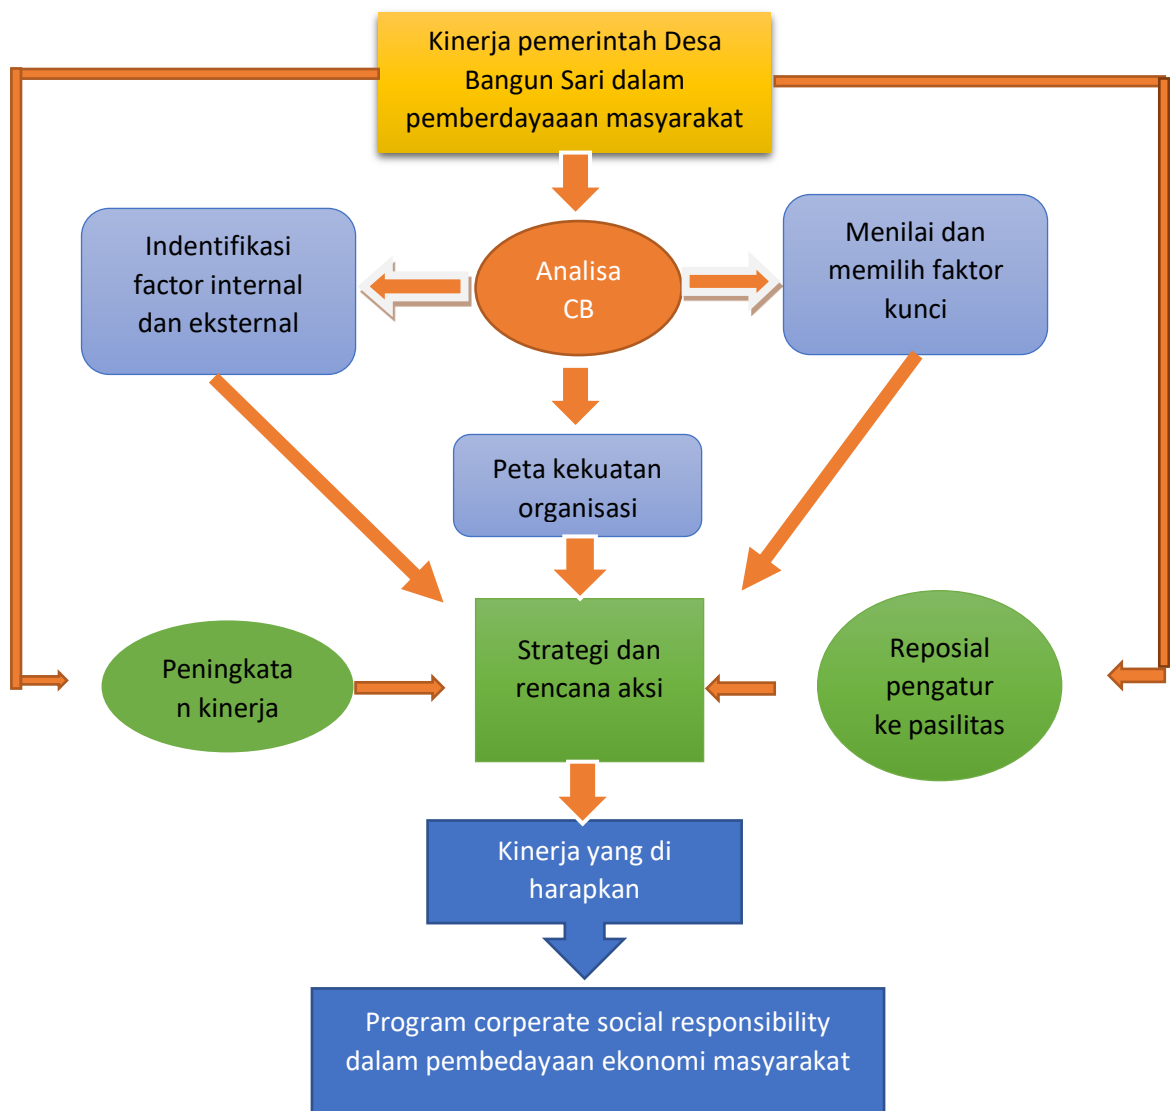 Kinerja pemerintah Desa
Bangun Sari dalam
pemberdayaaan masyarakat
Indentifikasi
factor internal
dan eksternal
Analisa
CB
Menilai dan
memilih faktor
kunci
Peta kekuatan
organisasi
Peningkata
n kinerja
Strategi dan
rencana aksi
Reposial
pengatur
ke pasilitas
Kinerja yang di
harapkan
Program corperate social responsibility
dalam pembedayaan ekonomi masyarakat